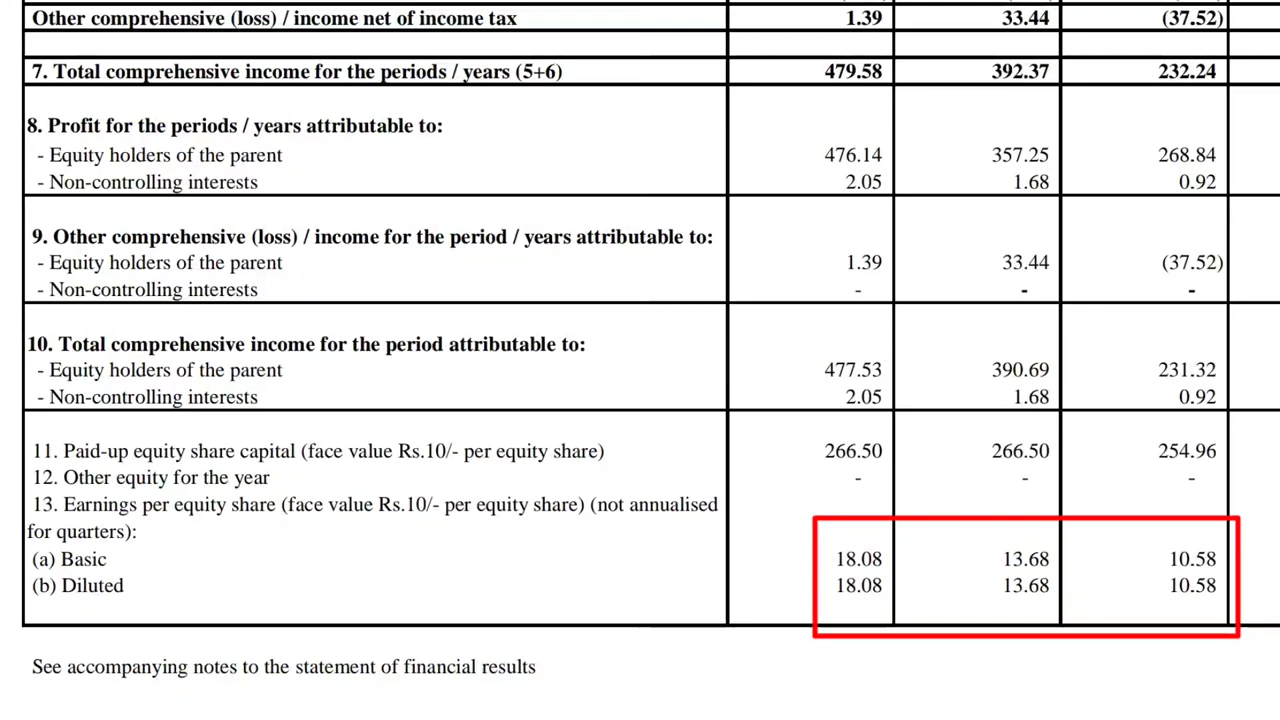 Other comprehensive (loss) / income net of income tax 1.39 33.44 (37.52)
7. Total comprehensive income for the periods / years (5+6) 479.58 392.37 232.24
8. Profit for the periods / years attributable to:
- Equity holders of the parent 476.14 357.25 268.84
- Non-controlling interests 2.05 1.68 0.92
9. Other comprehensive (loss) / income for the period / years attributable to:
- Equity holders of the parent 1.39 33.44 (37.52)
- Non-controlling interests - - -
10. Total comprehensive income for the period attributable to:
- Equity holders of the parent 477.53 390.69 231.32
- Non-controlling interests 2.05 1.68 0.92
11. Paid-up equity share capital (face value Rs.10/- per equity share) 266.50 266.50 254.96
12. Other equity for the year - - -
13. Earnings per equity share (face value Rs.10/- per equity share) (not annualised
for quarters):
(a) Basic 18.08 13.68 10.58
(b) Diluted 18.08 13.68 10.58
See accompanying notes to the statement of financial results